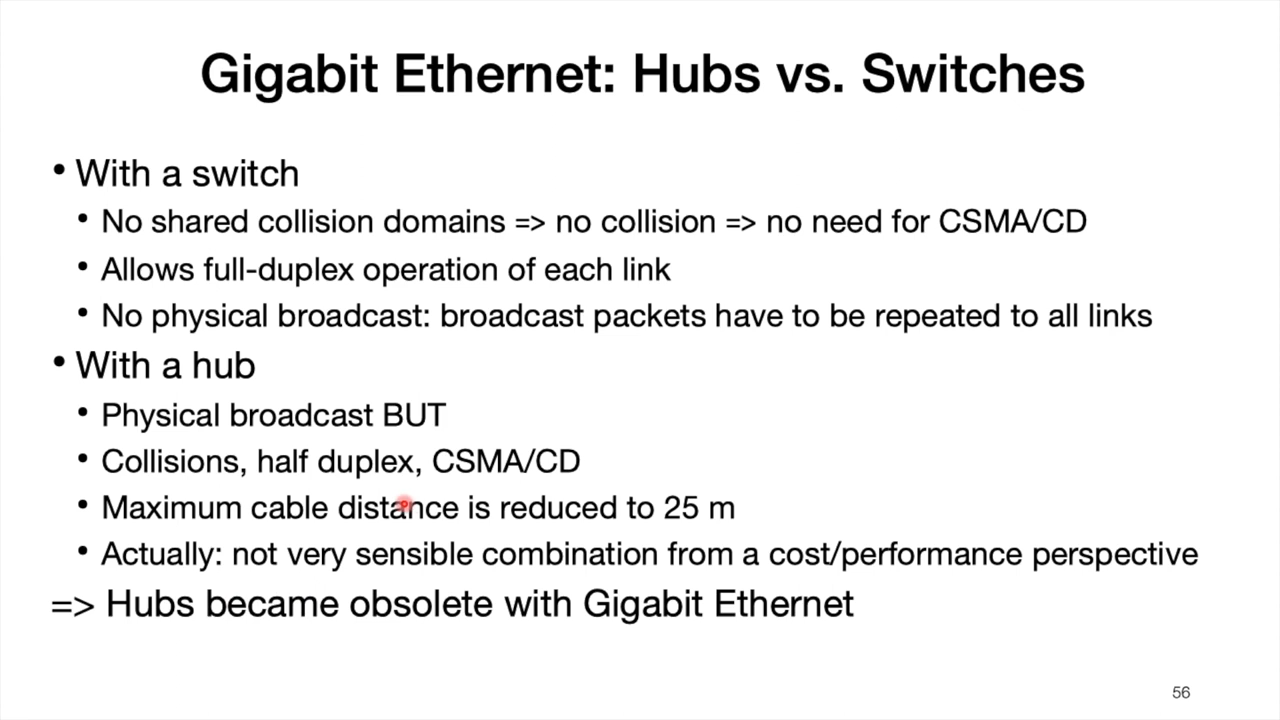 Gigabit Ethernet: Hubs vs. Switches
• With a switch
• No shared collision domains => no collision => no need for CSMA/CD
• Allows full-duplex operation of each link
• No physical broadcast: broadcast packets have to be repeated to all links
• With a hub
• Physical broadcast BUT
• Collisions, half duplex, CSMA/CD
• Maximum cable distance is reduced to 25 m
• Actually: not very sensible combination from a cost/performance perspective
=> Hubs became obsolete with Gigabit Ethernet
56